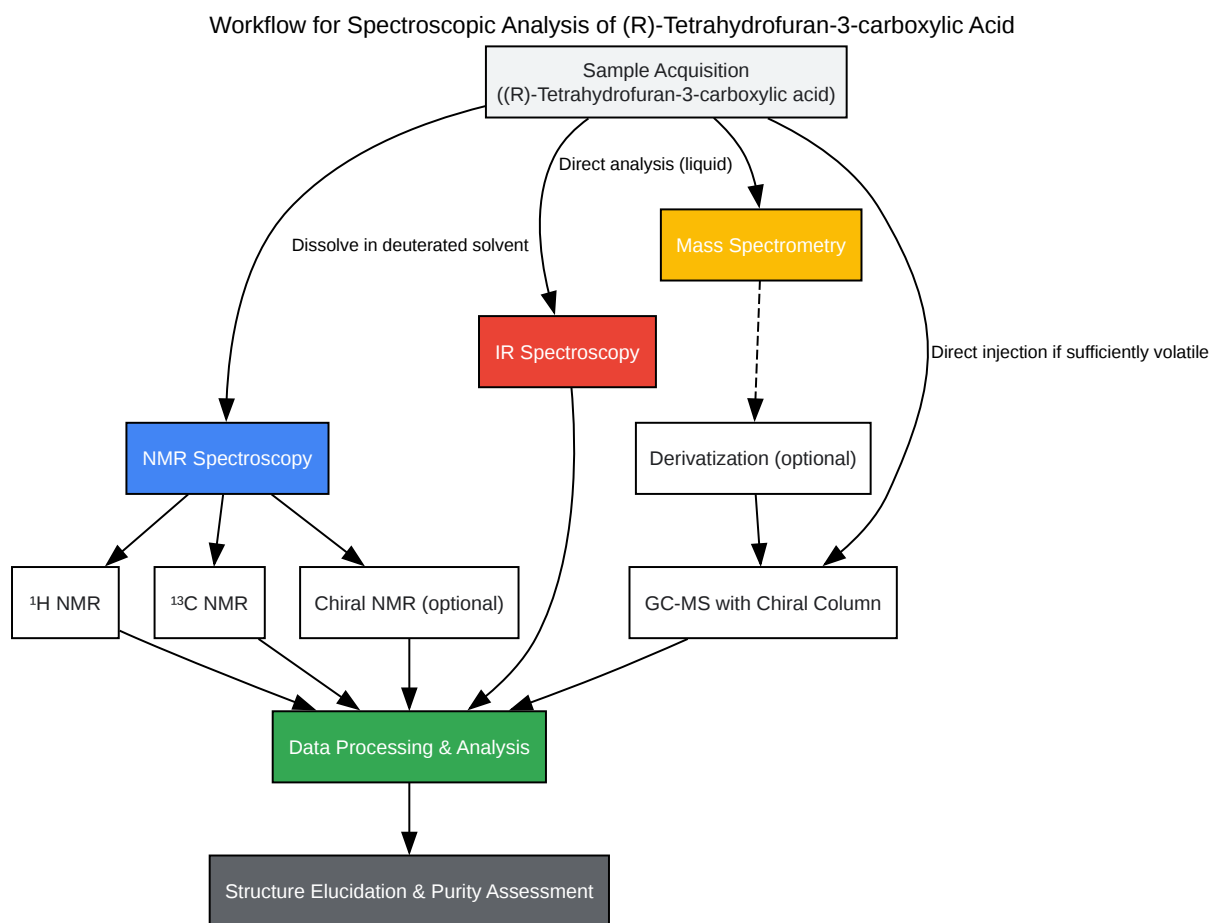 Workflow for Spectroscopic Analysis of (R)-Tetrahydrofuran-3-carboxylic Acid
Sample Acquisition
((R)-Tetrahydrofuran-3-carboxylic acid)
Direct analysis (liquid)
Mass Spectrometry
Dissolve in deuterated solvent
IR Spectroscopy
Direct injection if sufficiently volatile
NMR Spectroscopy
Derivatization (optional)
¹H NMR
¹³C NMR
Chiral NMR (optional)
GC-MS with Chiral Column
Data Processing & Analysis
Structure Elucidation & Purity Assessment